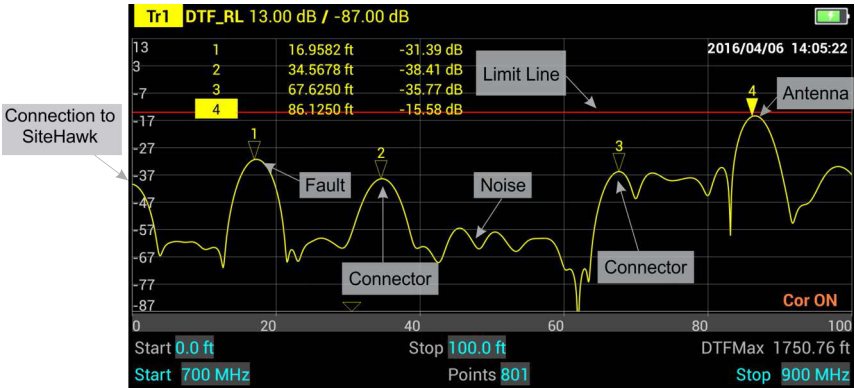 Tr1 DTF_RL 13.00 dB / -87.00 dB
13 1 16.9582 ft -31.39 dB 2016/04/06 14:05:22
3 2 34.5678 ft -38.41 dB Limit Line
-7 3 67.6250 ft -35.77 dB 4 Antenna
4 86.1250 ft -15.58 dB
Connection to
SiteHawk
-17
1 2 3
-27
-37 Fault Noise
-47
-57
-67 Connector Connector
-77
-87 Cor ON
0 20 40 60 80 100
Start 0.0 ft Stop 100.0 ft DTFMax 1750.76 ft
Start 700 MHz Points 801 Stop 900 MHz